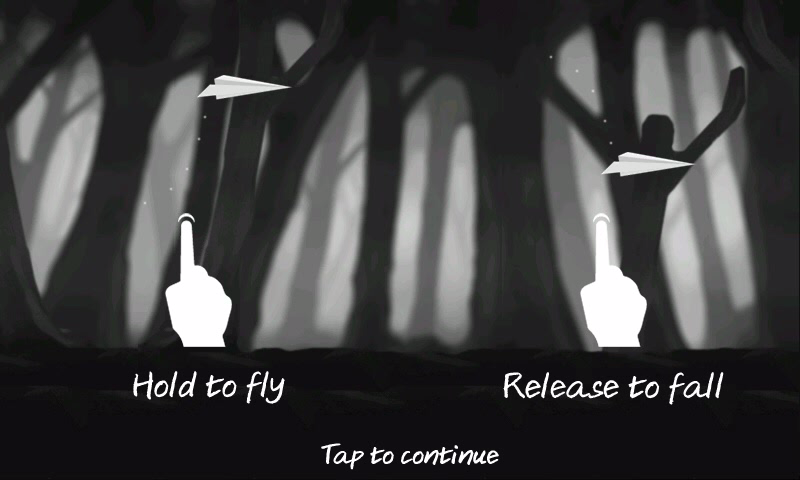 Hold to fly
Release to fall
Tap to continue